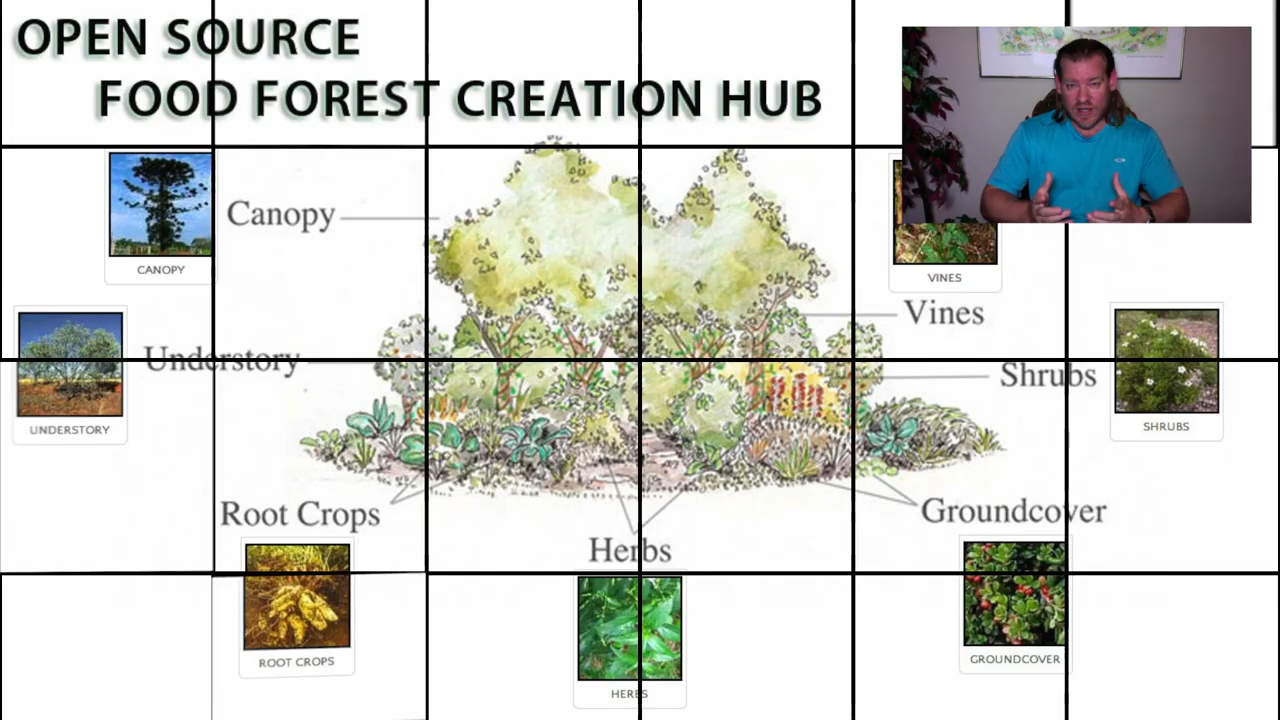 OPEN SOURCE
FOOD FOREST CREATION HUB
Canopy
CANOPY
VINES
Vines
Understory
UNDERSTORY
Shrubs
SHRUBS
Root Crops
ROOT CROPS
Herbs
HERBS
Groundcover
GROUNDCOVER